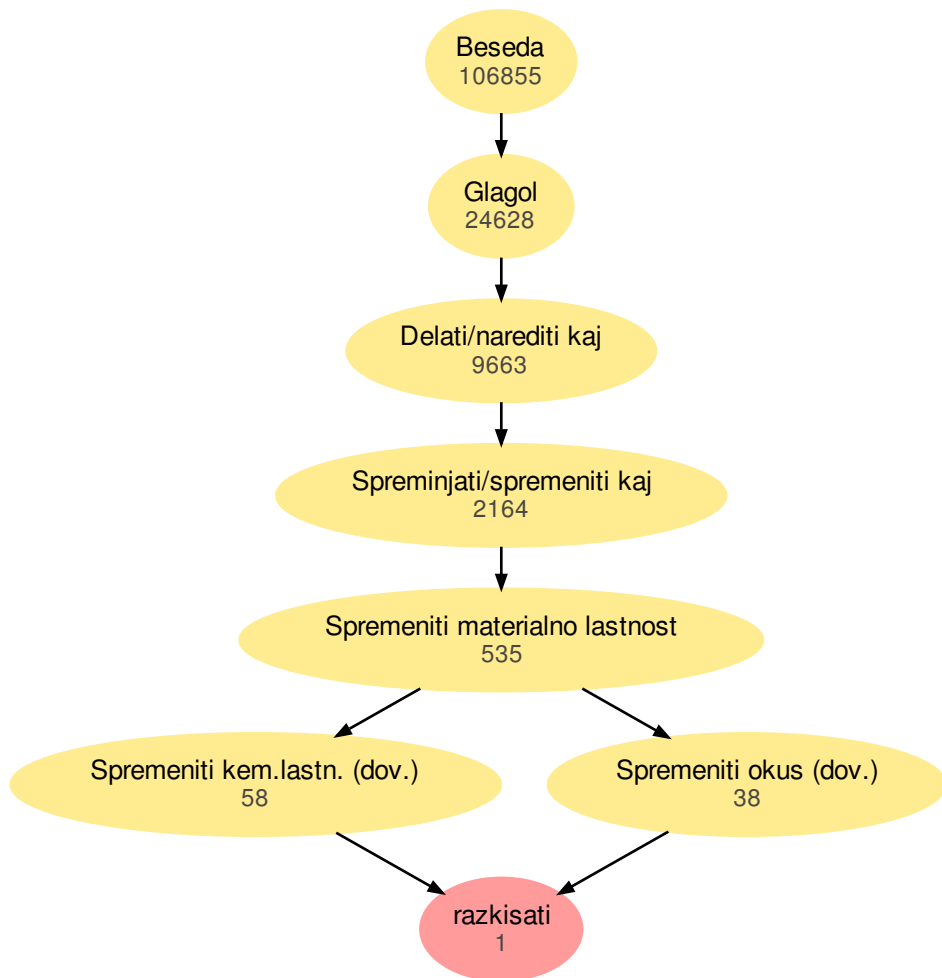 Beseda
106855
Glagol
24628
Delati/narediti kaj
9663
Spreminjati/spremeniti kaj
2164
Spremeniti materialno lastnost
535
Spremeniti kem.lastn. (dov.)
58
Spremeniti okus (dov.)
38
razkisati
1